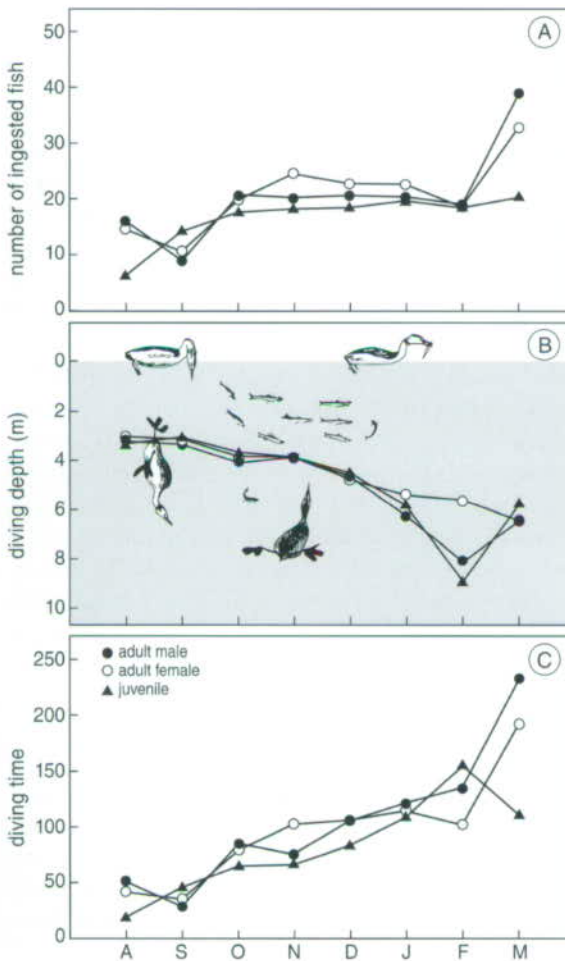 A
number of ingested fish
50
40
30
20
10
0
B
diving depth (m)
0
2
4
6
8
10
C
● adult male
○ adult female
▲ juvenile
diving time
250
200
150
100
50
0
A S O N D J F M